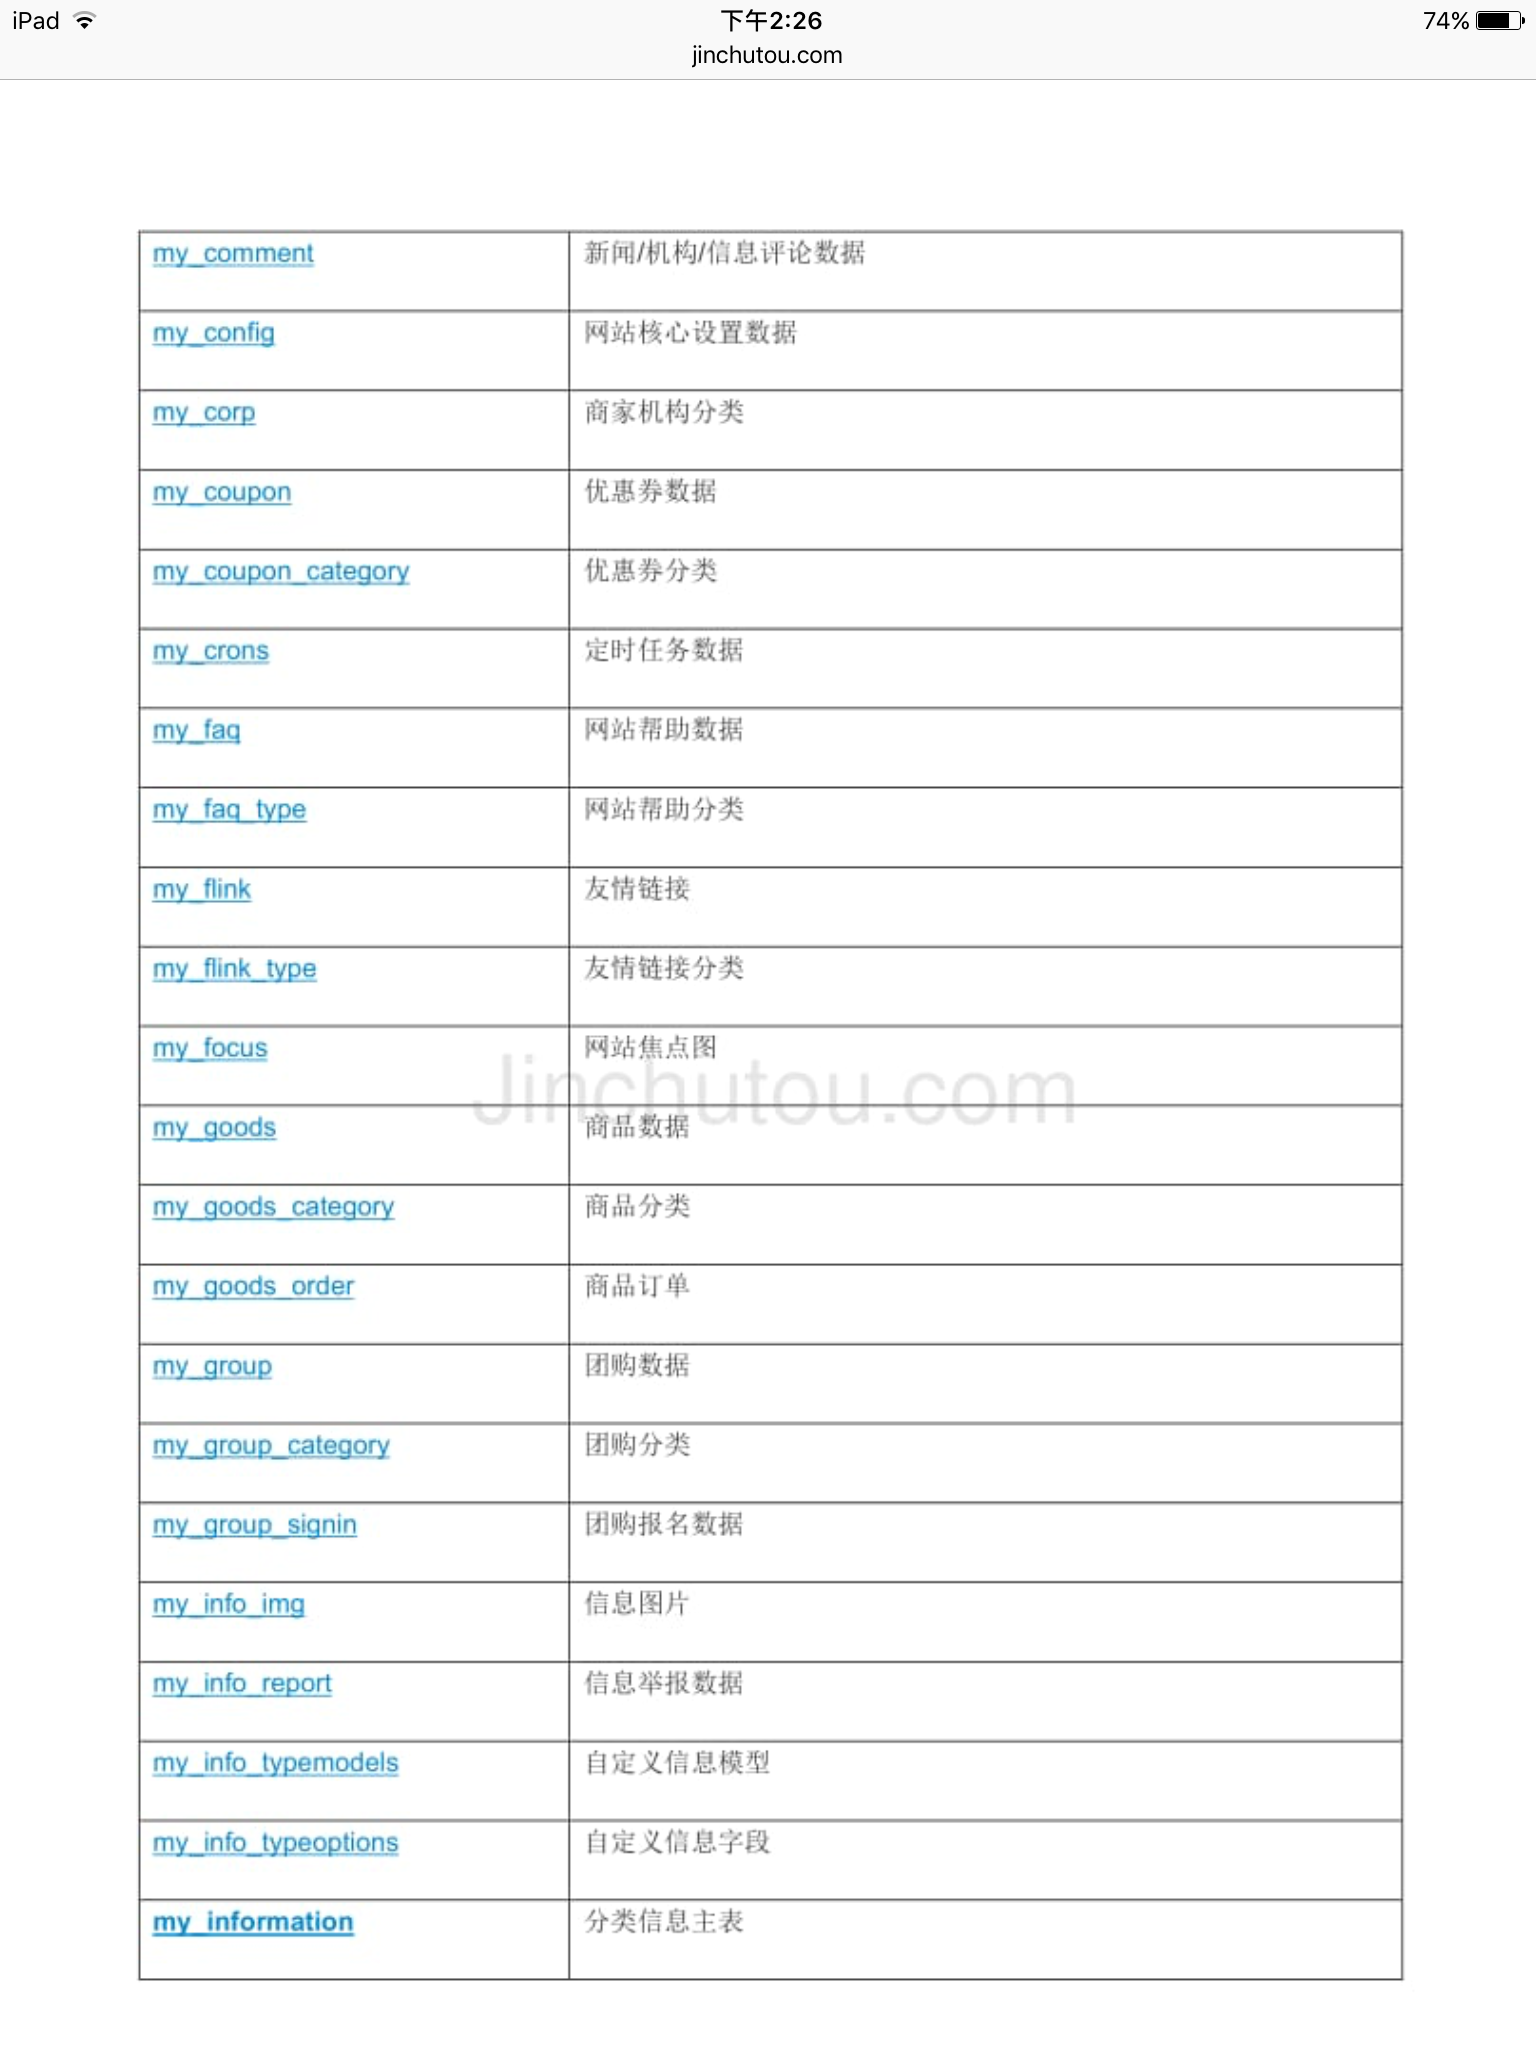 iPad 下午2:26 74%
jinchutou.com
my_comment 新闻/机构/信息评论数据
my_config 网站核心设置数据
my_corp 商家机构分类
my_coupon 优惠券数据
my_coupon_category 优惠券分类
my_crons 定时任务数据
my_faq 网站帮助数据
my_faq_type 网站帮助分类
my_flink 友情链接
my_flink_type 友情链接分类
my_focus 网站焦点图
Jinchutou.com
my_goods 商品数据
my_goods_category 商品分类
my_goods_order 商品订单
my_group 团购数据
my_group_category 团购分类
my_group_signin 团购报名数据
my_info_img 信息图片
my_info_report 信息举报数据
my_info_typemodels 自定义信息模型
my_info_typeoptions 自定义信息字段
my_information 分类信息主表